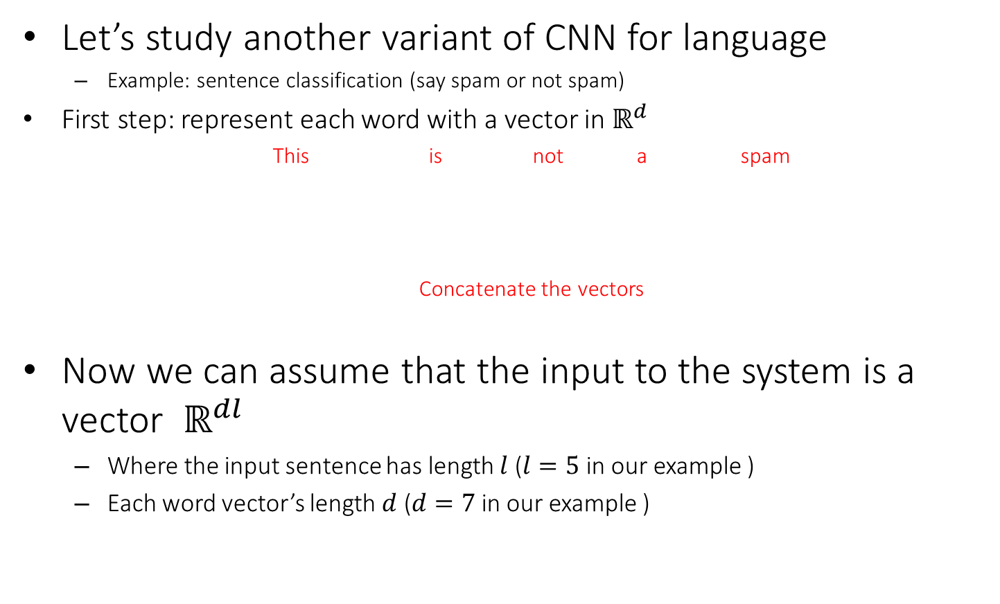 • Let’s study another variant of CNN for language
– Example: sentence classification (say spam or not spam)
• First step: represent each word with a vector in ℝ^𝑑
This is not a spam
Concatenate the vectors
• Now we can assume that the input to the system is a
vector ℝ^𝑑𝑙
– Where the input sentence has length 𝑙 (𝑙 = 5 in our example )
– Each word vector’s length 𝑑 (𝑑 = 7 in our example )